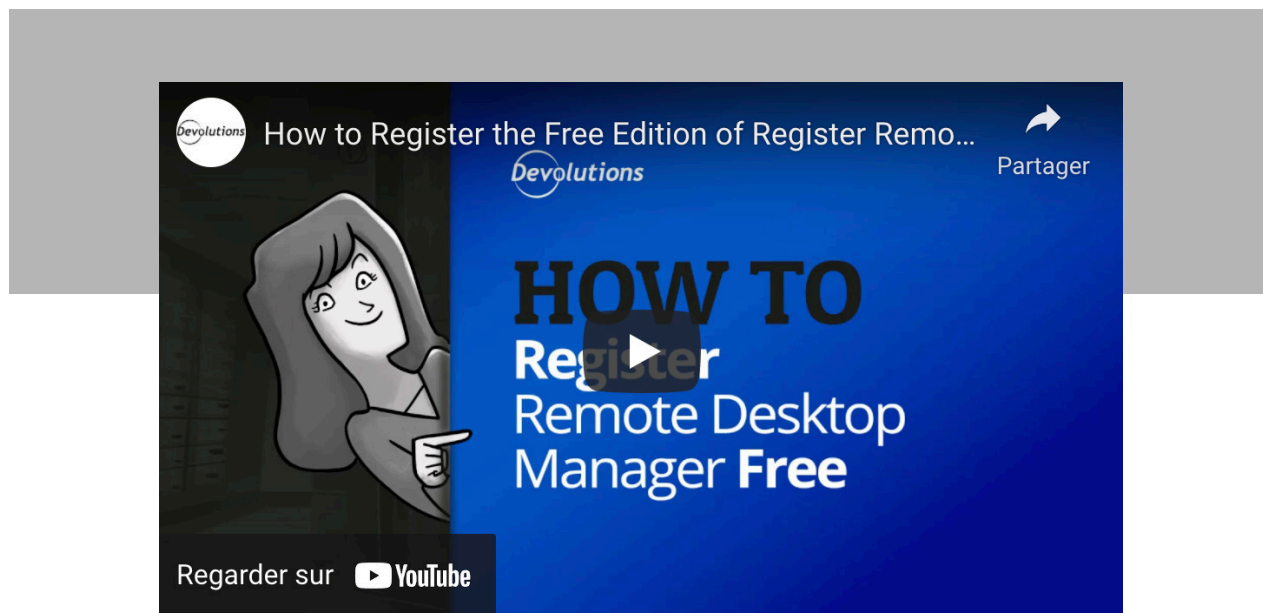 Devolutions
How to Register the Free Edition of Register Remo…
Partager
Devolutions
HOW TO
Register
Remote Desktop
Manager Free
Regarder sur YouTube